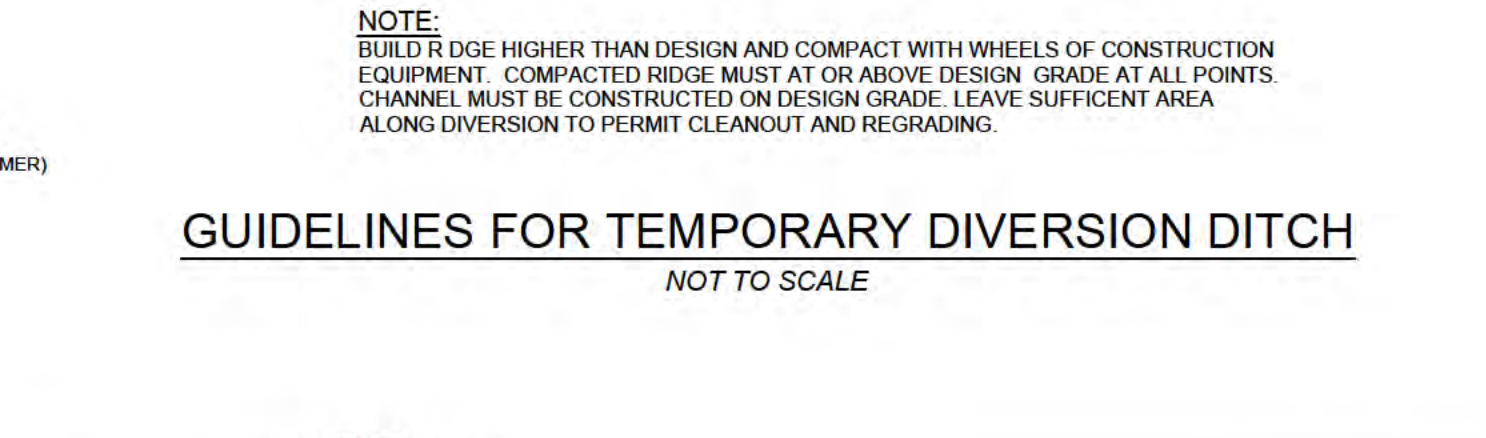 NOTE:
BUILD R DGE HIGHER THAN DESIGN AND COMPACT WITH WHEELS OF CONSTRUCTION
EQUIPMENT. COMPACTED RIDGE MUST AT OR ABOVE DESIGN GRADE AT ALL POINTS.
CHANNEL MUST BE CONSTRUCTED ON DESIGN GRADE. LEAVE SUFFICENT AREA
ALONG DIVERSION TO PERMIT CLEANOUT AND REGRADING.
MER)
GUIDELINES FOR TEMPORARY DIVERSION DITCH
NOT TO SCALE